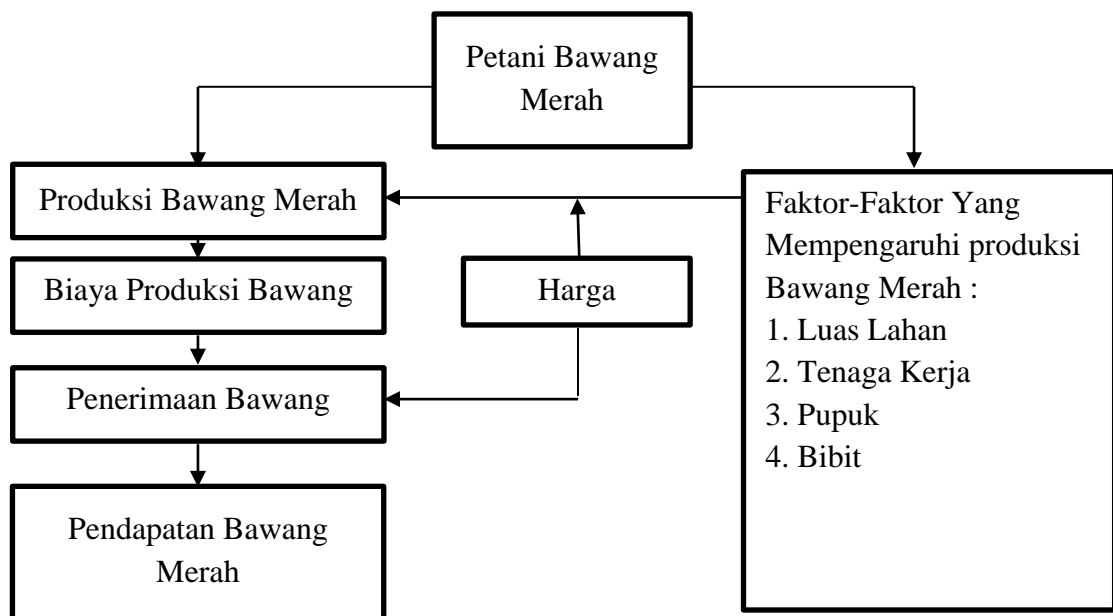 Petani Bawang
Merah
Produksi Bawang Merah
Biaya Produksi Bawang
Penerimaan Bawang
Pendapatan Bawang
Merah
Harga
Faktor-Faktor Yang
Mempengaruhi produksi
Bawang Merah :
1. Luas Lahan
2. Tenaga Kerja
3. Pupuk
4. Bibit